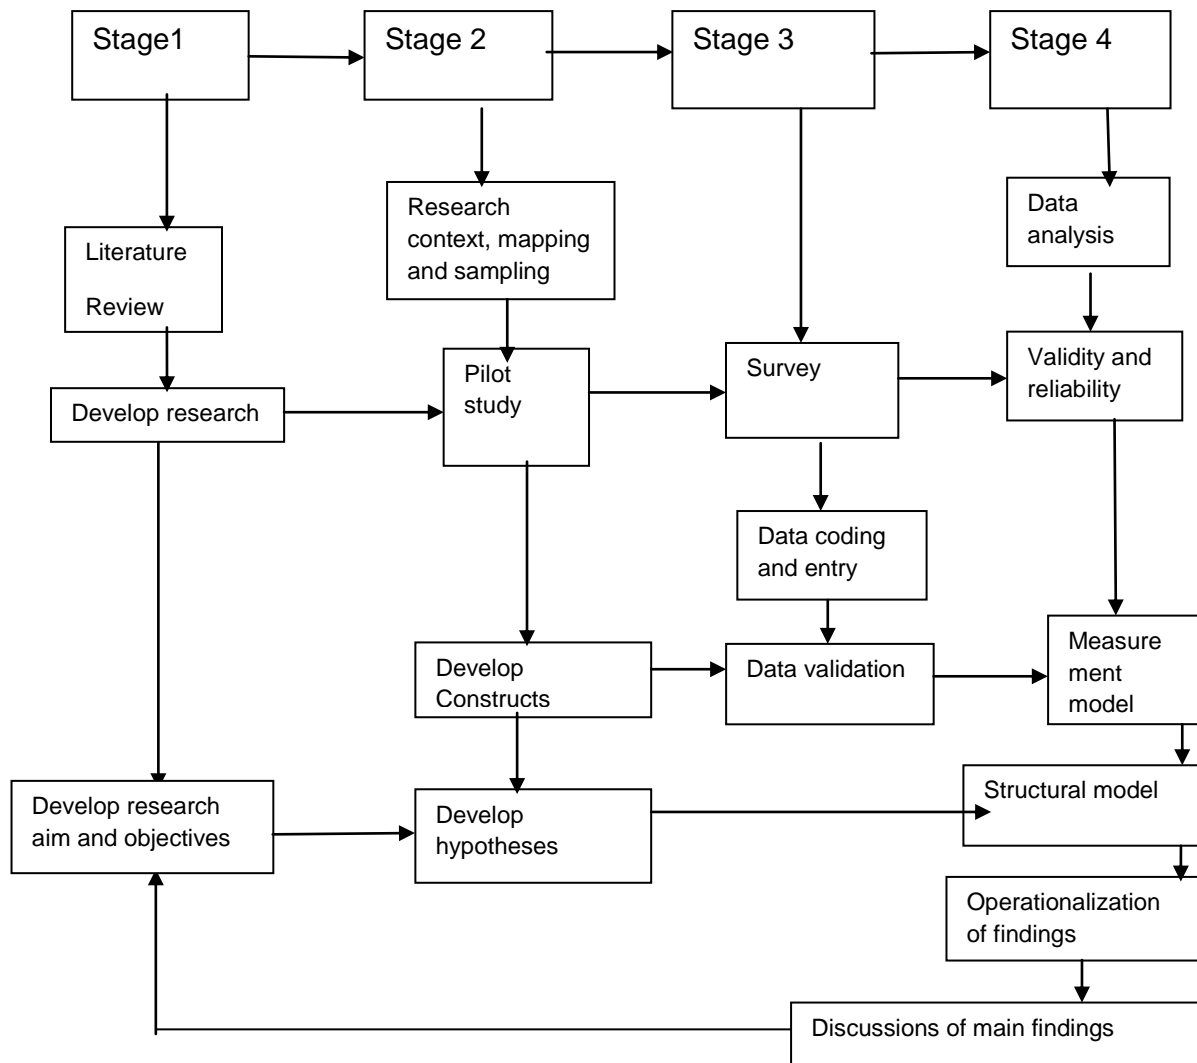 Stage1
Stage 2
Stage 3
Stage 4
Research
context, mapping
and sampling
Data
analysis
Literature
Review
Pilot
study
Survey
Validity and
reliability
Develop research
Data coding
and entry
Develop
Constructs
Data validation
Measure
ment
model
Develop research
aim and objectives
Develop
hypotheses
Structural model
Operationalization
of findings
Discussions of main findings